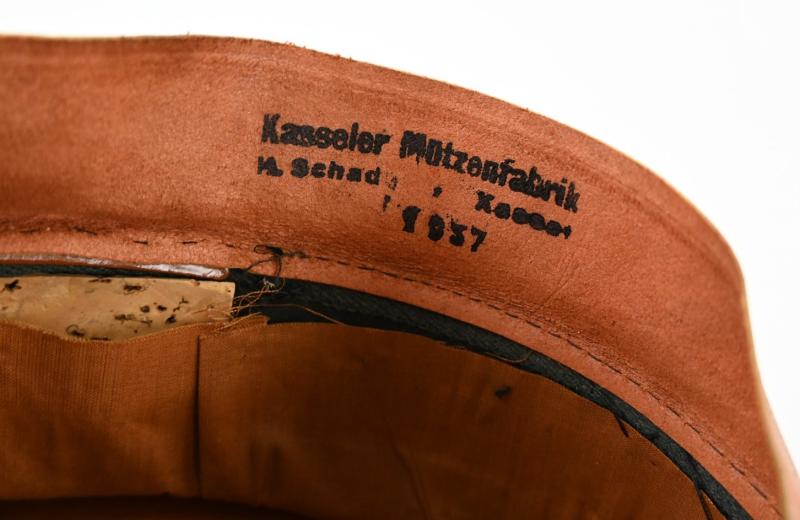 Kasseler Mützenfabrik
Schad, Kassel
1937